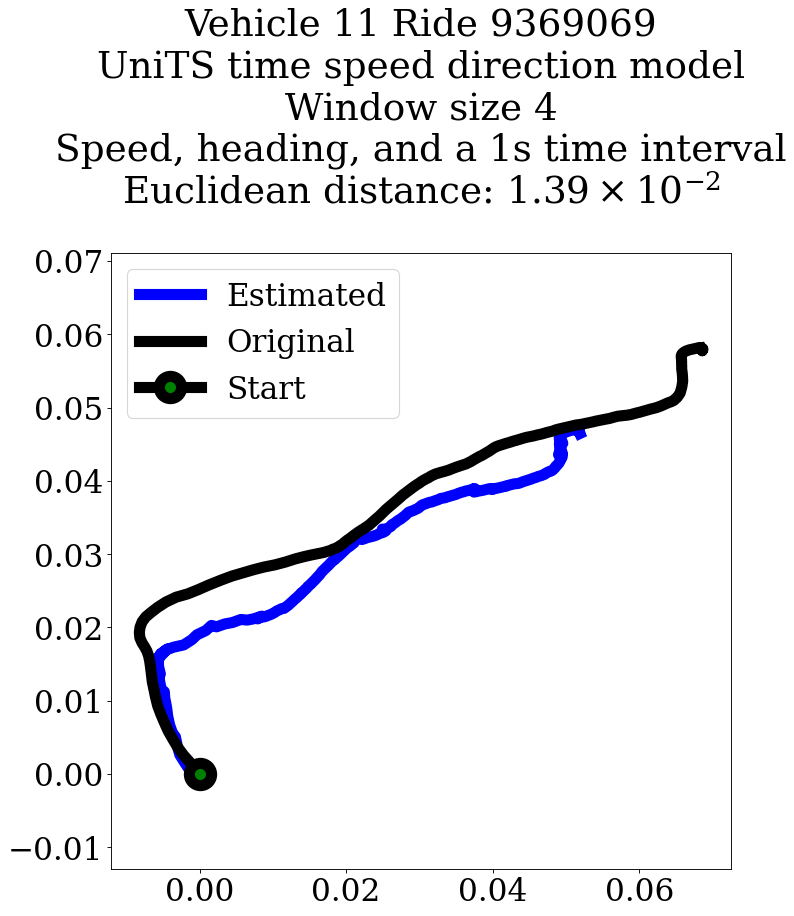 Vehicle 11 Ride 9369069
UniTS time speed direction model
Window size 4
Speed, heading, and a 1s time interval
Euclidean distance: 1.39 × 10⁻²
0.07
Estimated
0.06
Original
Start
0.05
0.04
0.03
0.02
0.01
0.00
−0.01
0.00 0.02 0.04 0.06